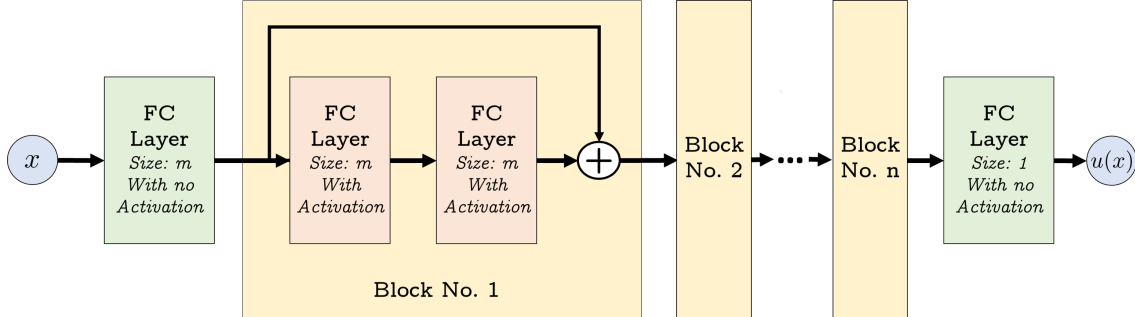 x
FC
Layer
Size: m
With no
Activation
FC
Layer
Size: m
With
Activation
FC
Layer
Size: m
With
Activation
+
Block No. 1
Block
No. 2
Block
No. n
FC
Layer
Size: 1
With no
Activation
u(x)